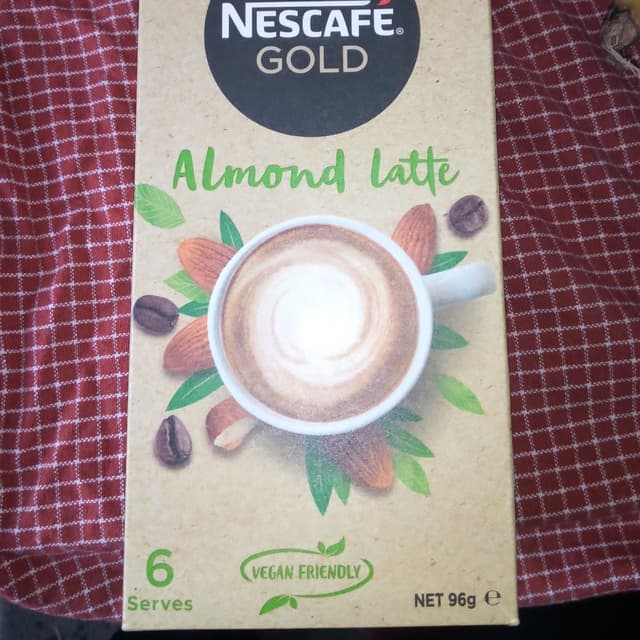 NESCAFÉ®
GOLD
Almond latte
6
Serves
VEGAN FRIENDLY
NET 96g ℮